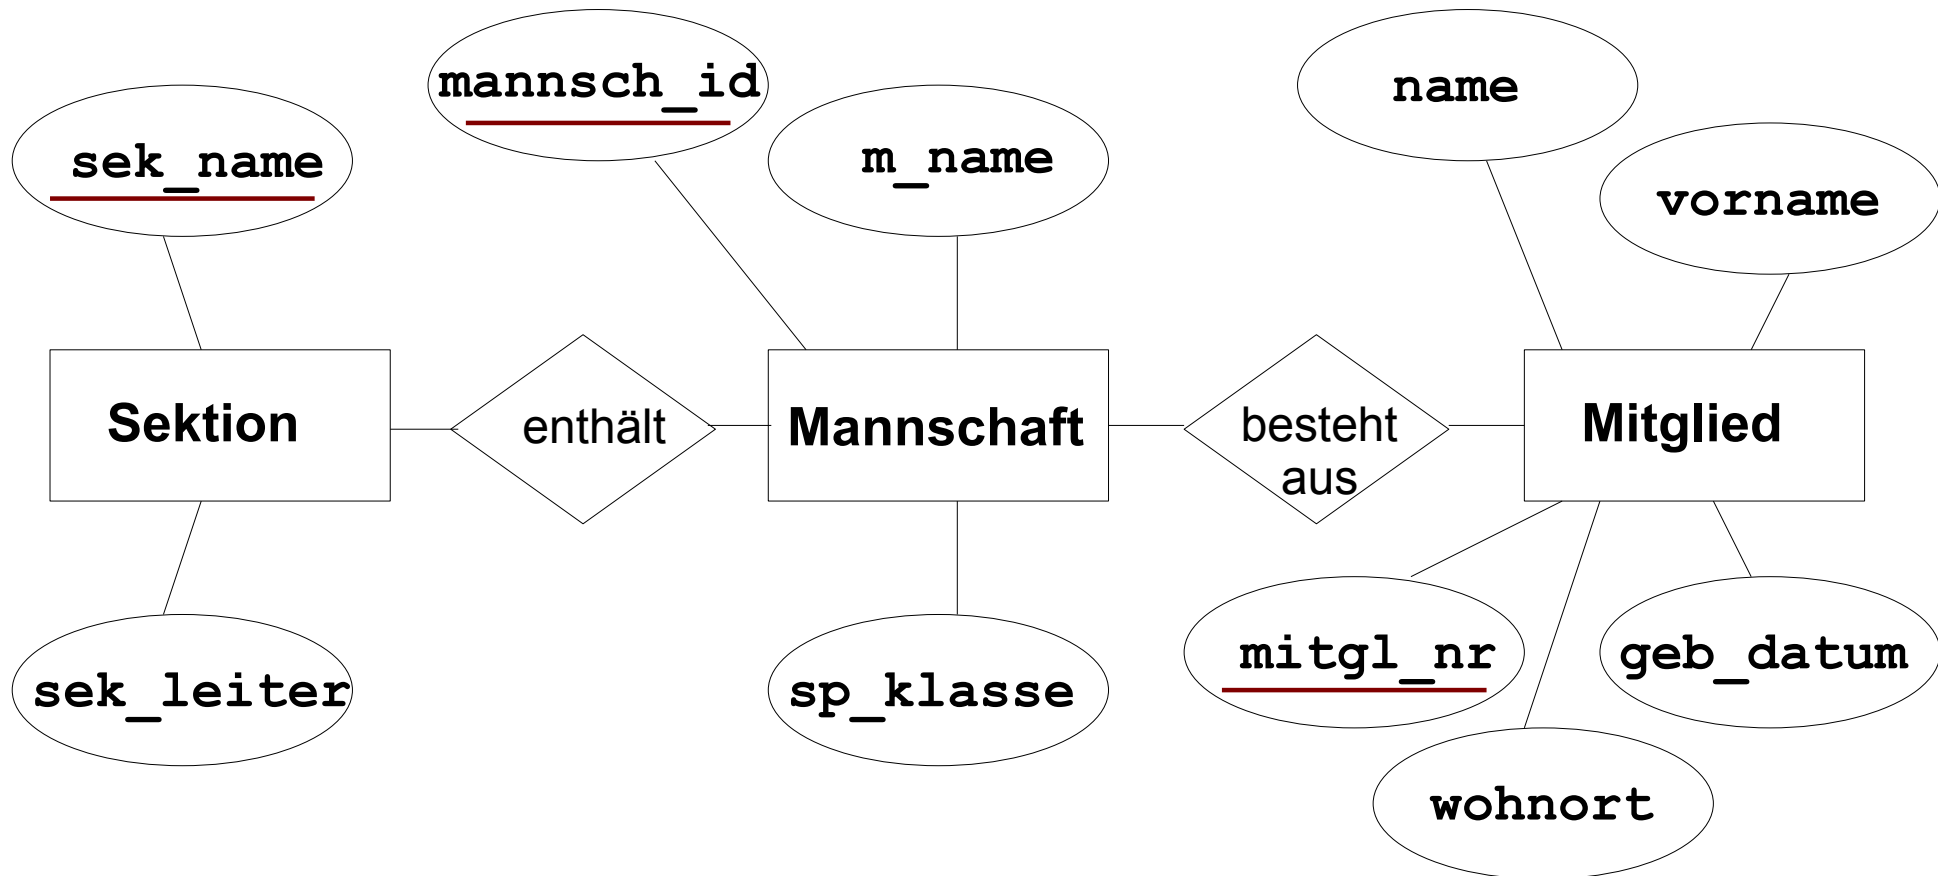 mannsch_id
name
sek_name
m_name
vorname
Sektion
enthält
Mannschaft
besteht
aus
Mitglied
sek_leiter
sp_klasse
mitgl_nr
geb_datum
wohnort